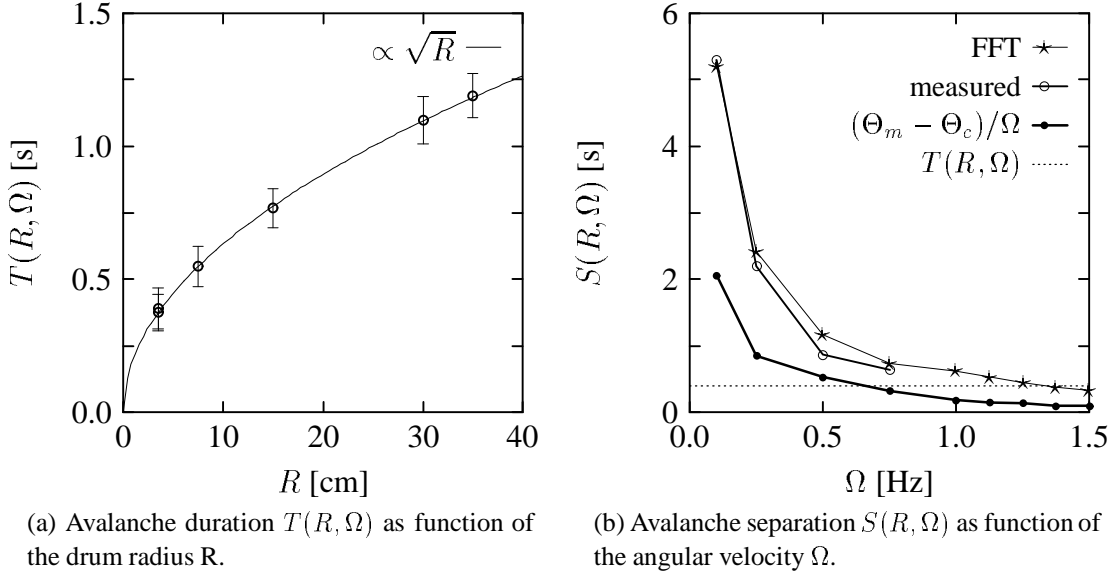 1.5
1.0
0.5
0.0
0
10
20
30
40
T(R, Ω) [s]
R [cm]
∝ √R
(a) Avalanche duration T(R, Ω) as function of
the drum radius R.
6
4
2
0
0.0
0.5
1.0
1.5
S(R, Ω) [s]
Ω [Hz]
FFT
measured
(Θm − Θc)/Ω
T(R, Ω)
(b) Avalanche separation S(R, Ω) as function of
the angular velocity Ω.